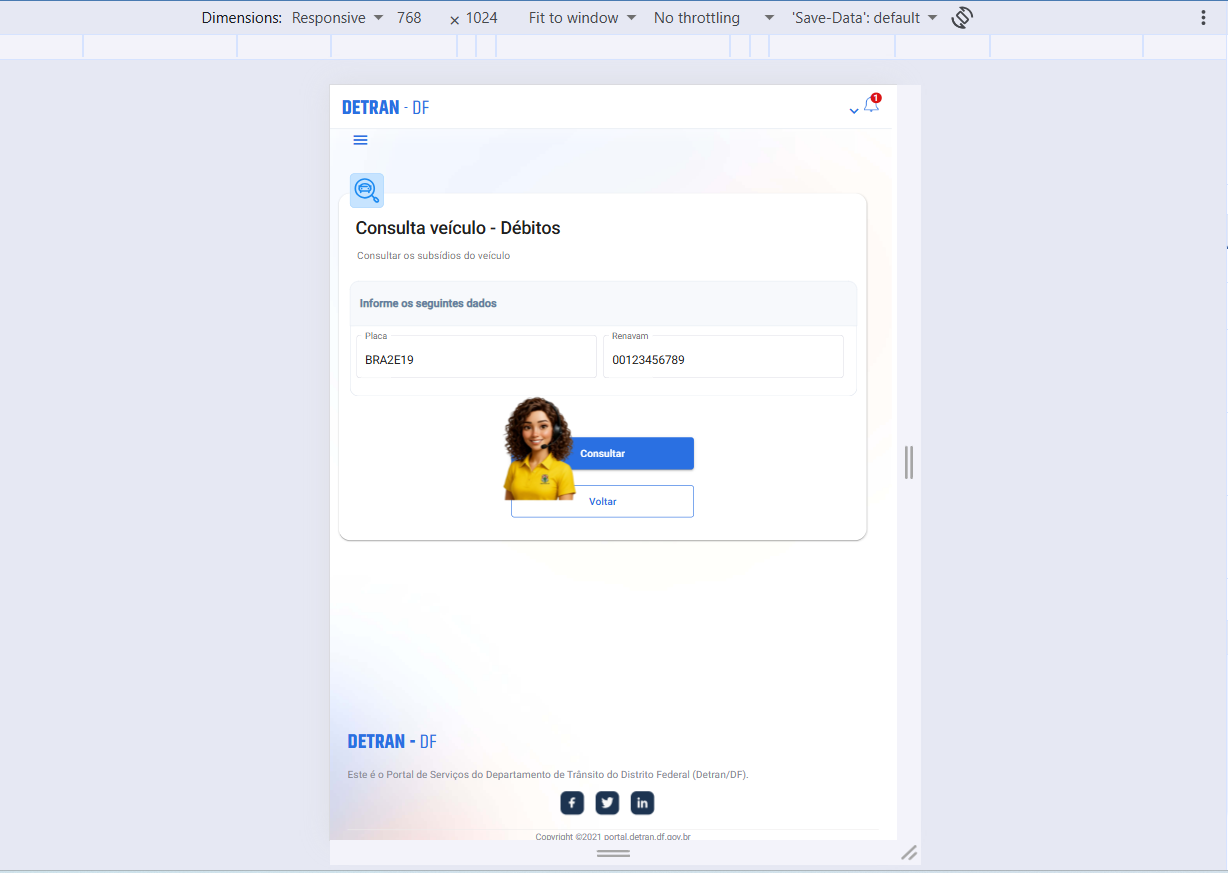 Dimensions: Responsive 768 × 1024 Fit to window No throttling 'Save-Data': default
DETRAN - DF
1
Consulta veículo - Débitos
Consultar os subsídios do veículo
Informe os seguintes dados
Placa Renavam
BRA2E19 00123456789
Consultar
Voltar
DETRAN - DF
Este é o Portal de Serviços do Departamento de Trânsito do Distrito Federal (Detran/DF).
Copyright ©2021 portal.detran.df.gov.br